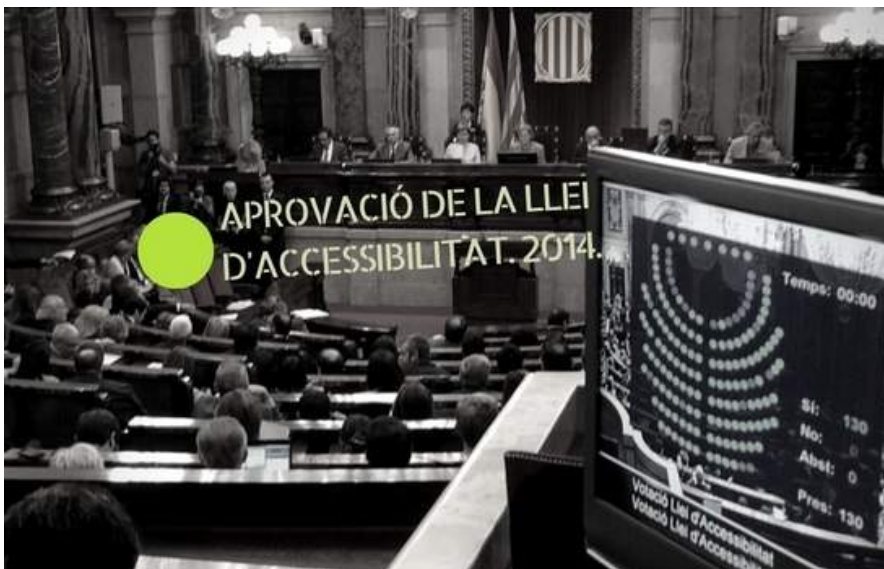 APROVACIÓ DE LA LLEI
D'ACCESSIBILITAT. 2014.
Temps: 00:00
Sí: 130
No: 0
Abst: 0
Pres: 130
Votació Llei d'Accessibilitat
Votació Llei d'Accessibilitat